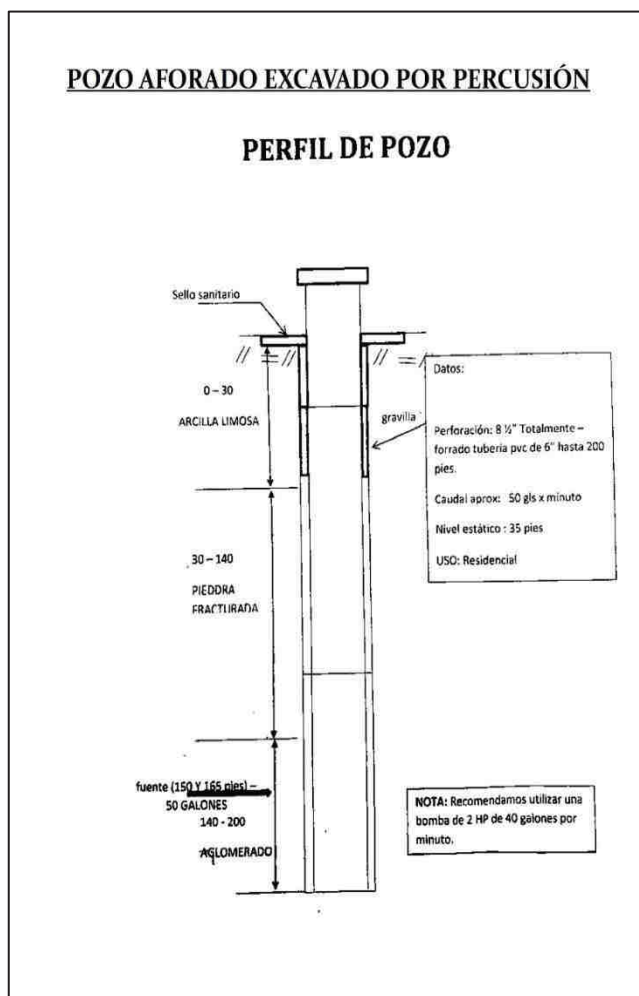 POZO AFORADO EXCAVADO POR PERCUSIÓN
PERFIL DE POZO
Sello sanitario
0 – 30
ARCILLA LIMOSA
gravilla
Datos:
Perforación: 8 ½" Totalmente –
forrado tubería pvc de 6" hasta 200
pies.
Caudal aprox: 50 gls x minuto
Nivel estático : 35 pies
USO: Residencial
30 – 140
PIEDDRA
FRACTURADA
fuente (150 Y 165 pies) –
50 GALONES
140 - 200
AGLOMERADO
NOTA: Recomendamos utilizar una
bomba de 2 HP de 40 galones por
minuto.